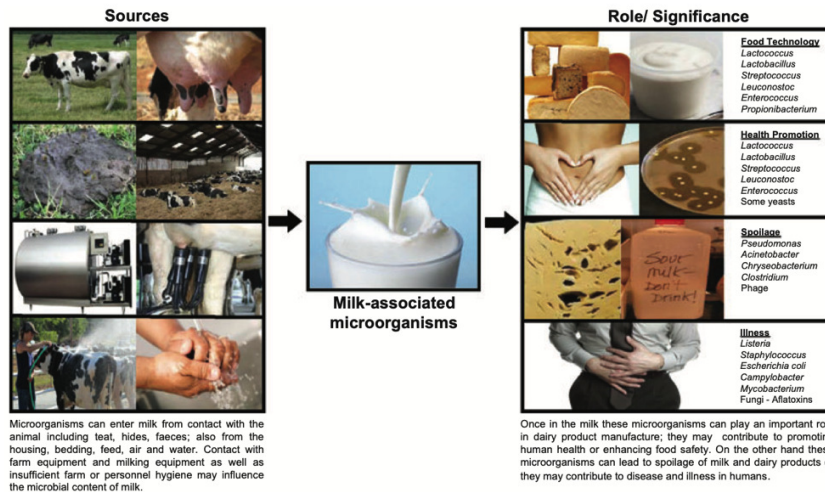 Sources
Role/ Significance
Food Technology
Lactococcus
Lactobacillus
Streptococcus
Leuconostoc
Enterococcus
Propionibacterium
Health Promotion
Lactococcus
Lactobacillus
Streptococcus
Leuconostoc
Enterococcus
Some yeasts
Spoilage
Pseudomonas
Acinetobacter
Chryseobacterium
Clostridium
Phage
Sour
milk-
Don't
Drink!
Illness
Listeria
Staphylococcus
Escherichia coli
Campylobacter
Mycobacterium
Fungi - Aflatoxins
Milk-associated
microorganisms
Microorganisms can enter milk from contact with the
animal including teat, hides, faeces; also from the
housing, bedding, feed, air and water. Contact with
farm equipment and milking equipment as well as
insufficient farm or personnel hygiene may influence
the microbial content of milk.
Once in the milk these microorganisms can play an important ro
in dairy product manufacture; they may contribute to promotin
human health or enhancing food safety. On the other hand thes
microorganisms can lead to spoilage of milk and dairy products
they may contribute to disease and illness in humans.